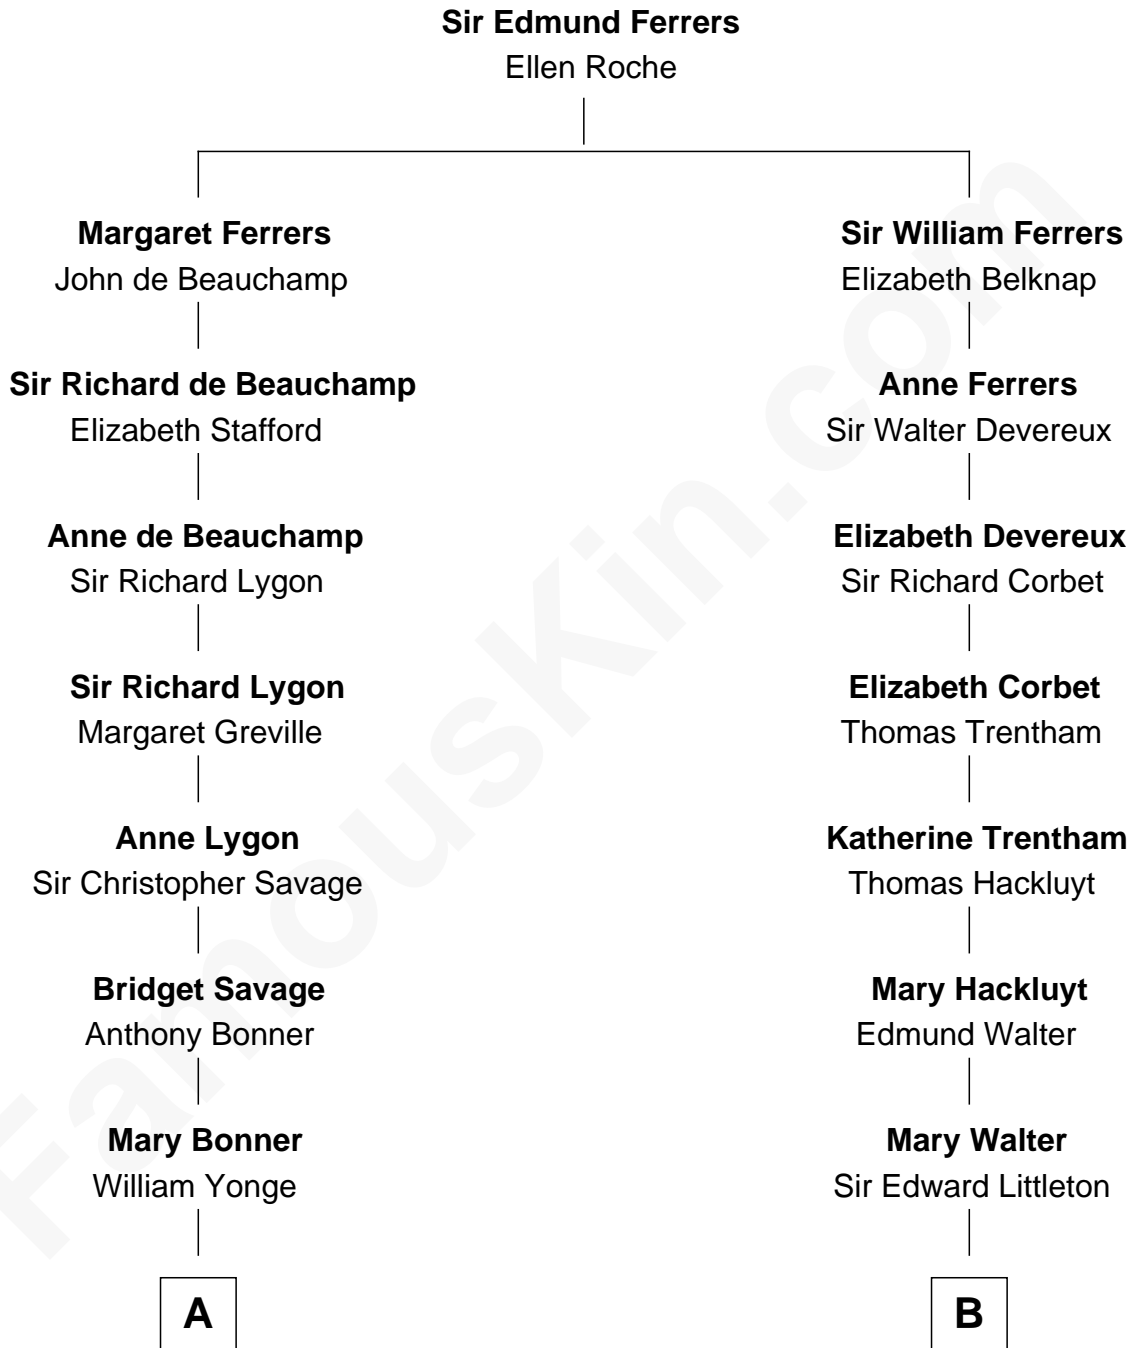 Sir Edmund Ferrers
Ellen Roche
Margaret Ferrers
John de Beauchamp
Sir William Ferrers
Elizabeth Belknap
Sir Richard de Beauchamp
Elizabeth Stafford
Anne Ferrers
Sir Walter Devereux
Anne de Beauchamp
Sir Richard Lygon
Elizabeth Devereux
Sir Richard Corbet
Sir Richard Lygon
Margaret Greville
Elizabeth Corbet
Thomas Trentham
Anne Lygon
Sir Christopher Savage
Katherine Trentham
Thomas Hackluyt
Bridget Savage
Anthony Bonner
Mary Hackluyt
Edmund Walter
Mary Bonner
William Yonge
Mary Walter
Sir Edward Littleton
A
B
FamousKin.com